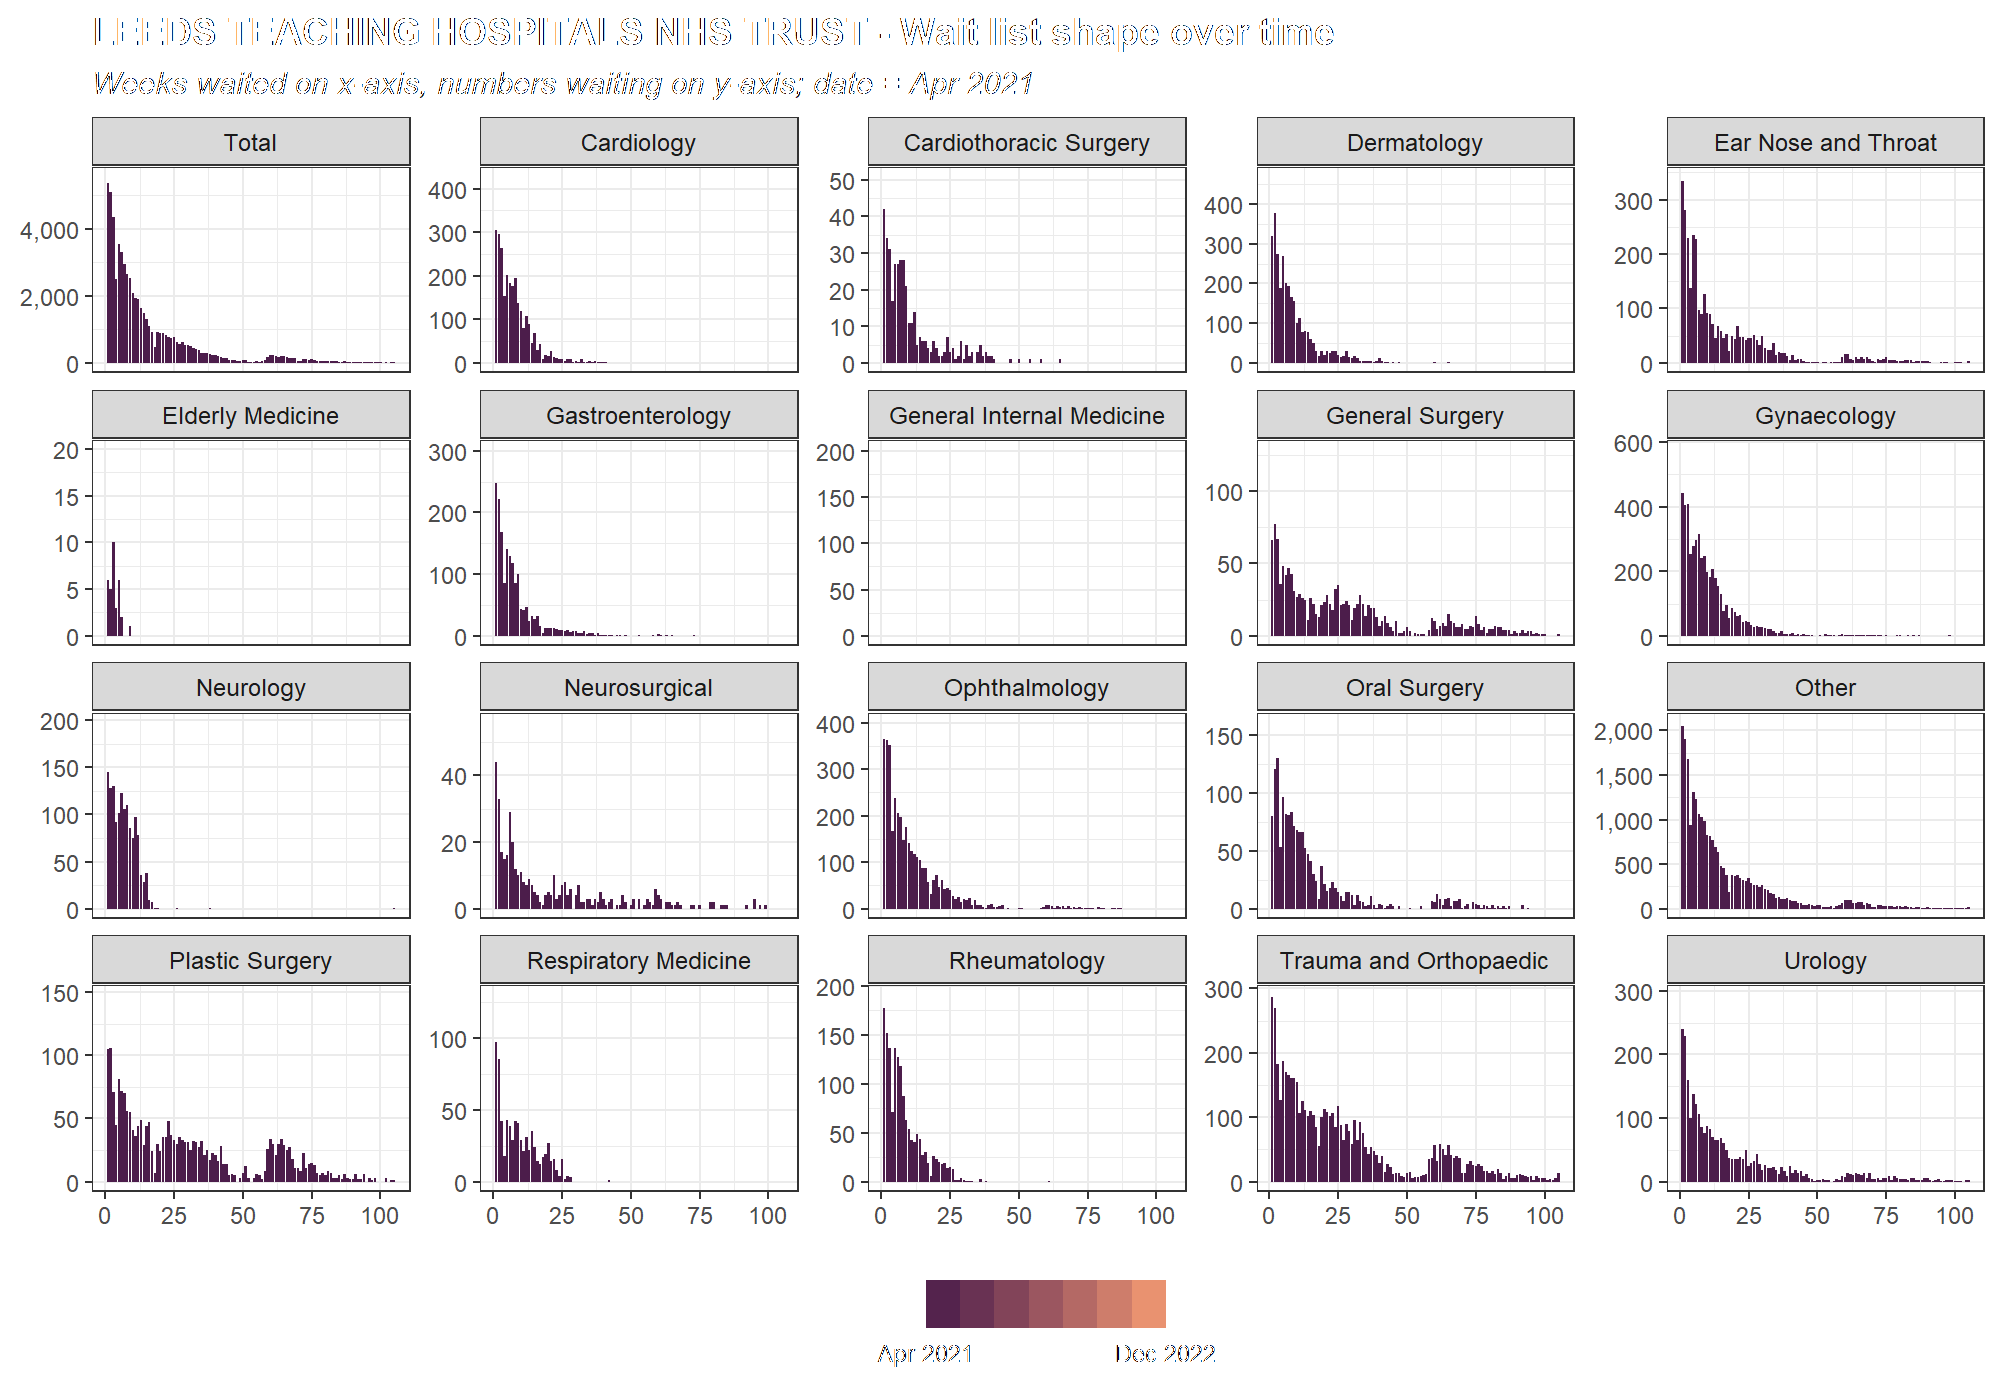 LEEDS TEACHING HOSPITALS NHS TRUST - Wait list shape over time
Weeks waited on x-axis, numbers waiting on y-axis; date = Apr 2021
Total
Cardiology
Cardiothoracic Surgery
Dermatology
Ear Nose and Throat
4,000
2,000
0
400
300
200
100
0
50
40
30
20
10
0
400
300
200
100
0
300
200
100
0
Elderly Medicine
Gastroenterology
General Internal Medicine
General Surgery
Gynaecology
20
15
10
5
0
300
200
100
0
200
150
100
50
0
100
50
0
600
400
200
0
Neurology
Neurosurgical
Ophthalmology
Oral Surgery
Other
200
150
100
50
0
40
20
0
400
300
200
100
0
150
100
50
0
2,000
1,500
1,000
500
0
Plastic Surgery
Respiratory Medicine
Rheumatology
Trauma and Orthopaedic
Urology
150
100
50
0
100
50
0
200
150
100
50
0
300
200
100
0
300
200
100
0
0 25 50 75 100
0 25 50 75 100
0 25 50 75 100
0 25 50 75 100
0 25 50 75 100
Apr 2021
Dec 2022